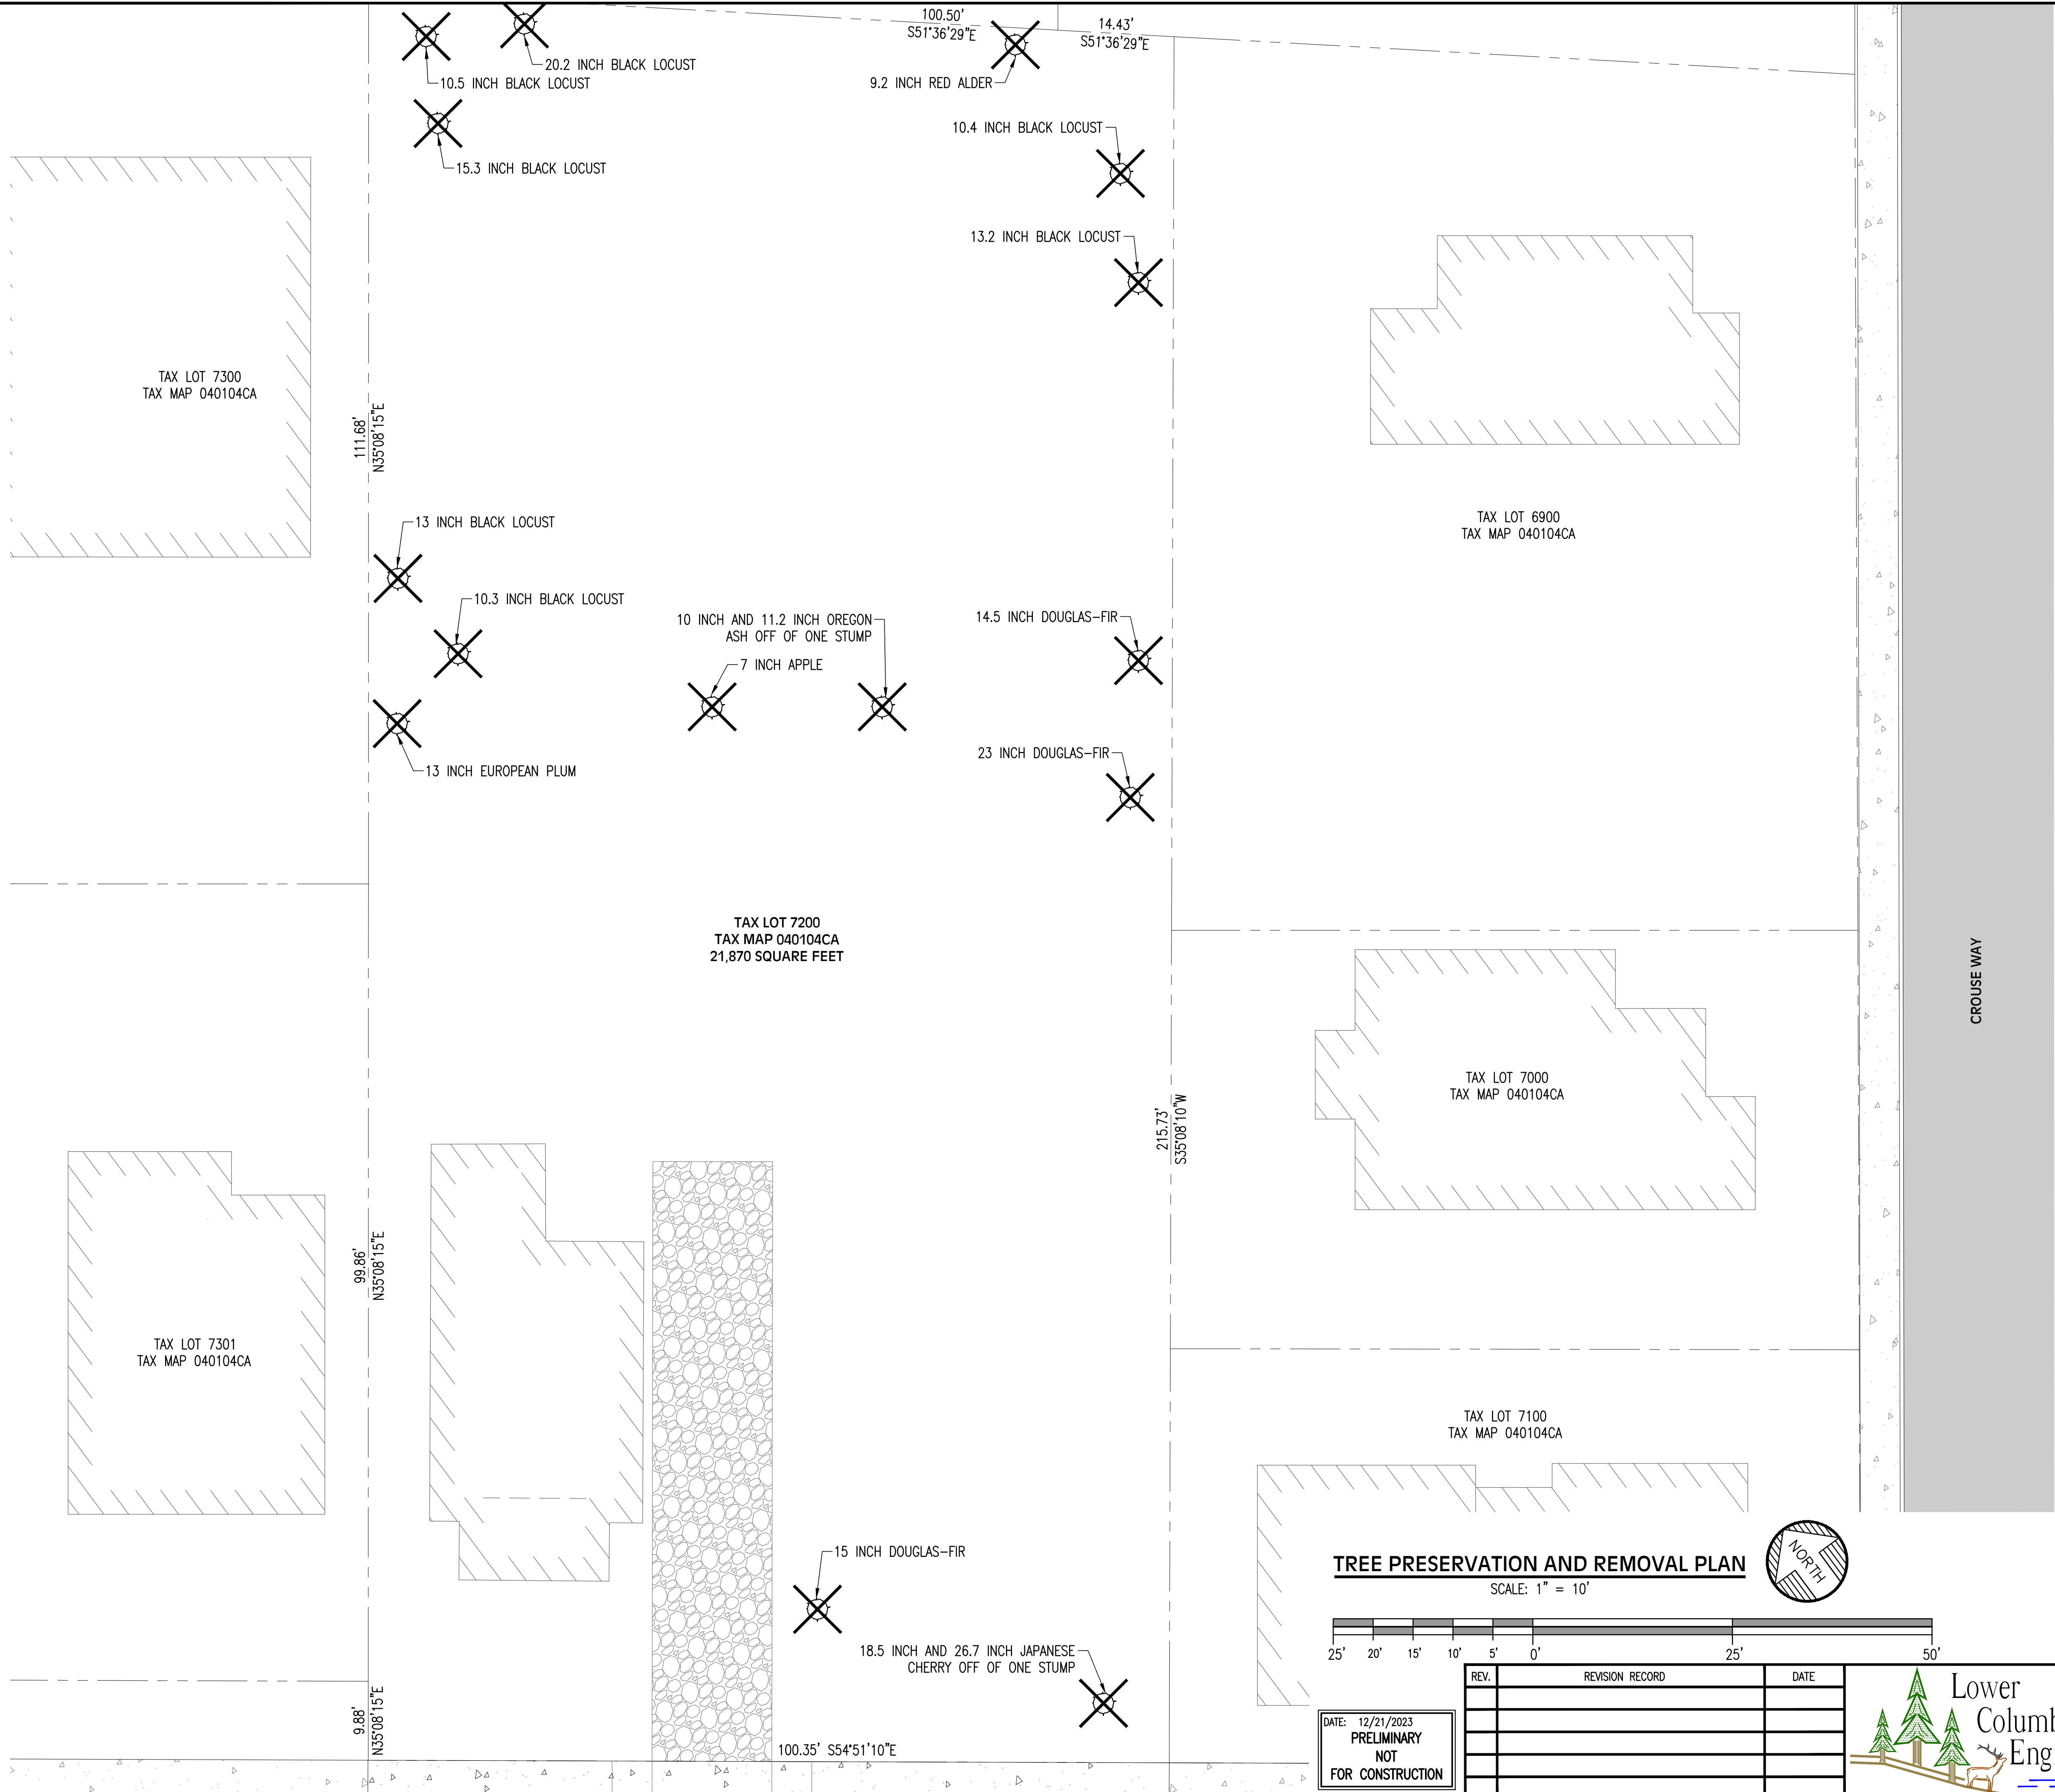 100.50'
S51°36'29"E
14.43'
S51°36'29"E
20.2 INCH BLACK LOCUST
10.5 INCH BLACK LOCUST
9.2 INCH RED ALDER
10.4 INCH BLACK LOCUST
15.3 INCH BLACK LOCUST
13.2 INCH BLACK LOCUST
TAX LOT 7300
TAX MAP 040104CA
111.68'
N35°08'15"E
13 INCH BLACK LOCUST
TAX LOT 6900
TAX MAP 040104CA
10.3 INCH BLACK LOCUST
10 INCH AND 11.2 INCH OREGON
ASH OFF OF ONE STUMP
14.5 INCH DOUGLAS-FIR
7 INCH APPLE
23 INCH DOUGLAS-FIR
13 INCH EUROPEAN PLUM
TAX LOT 7200
TAX MAP 040104CA
21,870 SQUARE FEET
CROUSE WAY
TAX LOT 7000
TAX MAP 040104CA
215.73'
S35°08'10"W
99.86'
N35°08'15"E
TAX LOT 7301
TAX MAP 040104CA
TAX LOT 7100
TAX MAP 040104CA
15 INCH DOUGLAS-FIR
TREE PRESERVATION AND REMOVAL PLAN
SCALE: 1" = 10'
NORTH
18.5 INCH AND 26.7 INCH JAPANESE
CHERRY OFF OF ONE STUMP
25' 20' 15' 10' 5' 0' 25' 50'
9.88'
N35°08'15"E
100.35' S54°51'10"E
REV. REVISION RECORD DATE
DATE: 12/21/2023
PRELIMINARY
NOT
FOR CONSTRUCTION
Lower
Columb
Eng